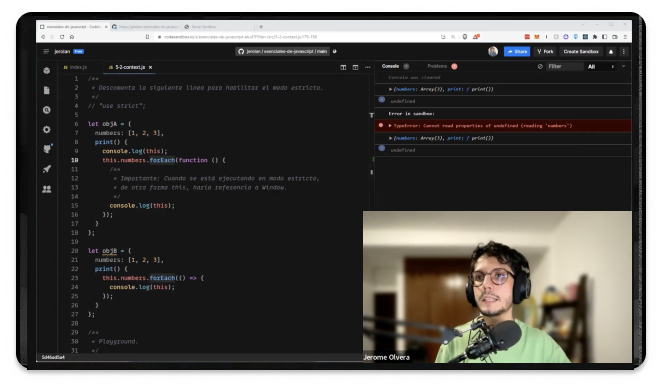 jerolan Free
jerolan / esenciales-de-javascript / main
Share
Fork
Create Sandbox
index.js
5-2-context.js
1 /**
2 * Descomenta la siguiente línea para habilitar el modo estricto.
3 */
4 // "use strict";
5
6 let objA = {
7 numbers: [1, 2, 3],
8 print() {
9 console.log(this);
10 this.numbers.forEach(function () {
11 /**
12 * Importante: Cuando se está ejecutando en modo estricto,
13 * de otra forma this, haría referencia a Window.
14 */
15 console.log(this);
16 });
17 }
18 };
19
20 let objB = {
21 numbers: [1, 2, 3],
22 print() {
23 this.numbers.forEach(() => {
24 console.log(this);
25 });
26 }
27 };
28
29 /**
30 * Playground.
31 */
Console
Problems
Filter
All
Console was cleared
▶ {numbers: Array(3), print: ƒ print()}
undefined
Error in sandbox:
▶ TypeError: Cannot read properties of undefined (reading 'numbers')
▶ {numbers: Array(3), print: ƒ print()}
undefined
Jerome Olvera